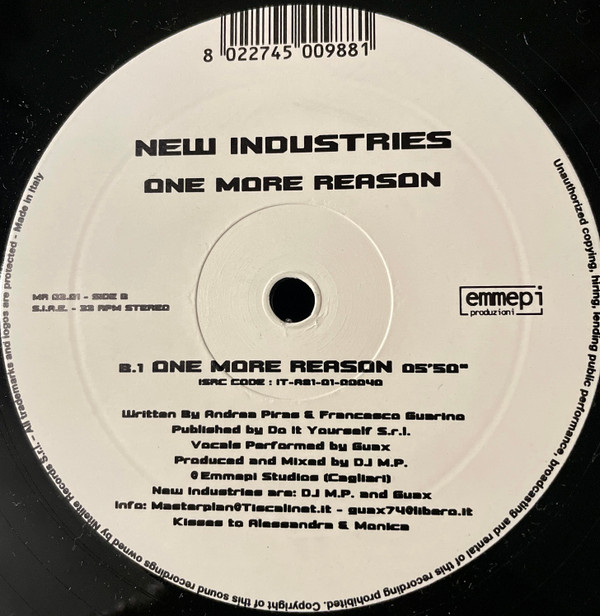 8 022745 009881
NEW INDUSTRIES
ONE MORE REASON
- SIDE B
S.I.A.E. - 33 RPM STEREO
emmepi
produzioni
B.1 ONE MORE REASON 05'50"
ISRC CODE : IT-AB1-01-00040
Written By Andrea Piras & Francesco Guarino
Published by Do It Yourself S.r.l.
Vocals Performed by Guax
Produced and Mixed by DJ M.P.
@ Emmepi Studios (Cagliari)
New Industries are: DJ M.P. and Guax
Info: Masterplan@Tiscalinet.it - guax74@libero.it
Kisses to Alessandra & Monica
Unauthorized copying, hiring, lending public performance, broadcasting and rental of this recording prohibited. Copyright of this sound recordings owned by Nitelite Records S.r.l. - All trademarks and logos are protected - Made in Italy